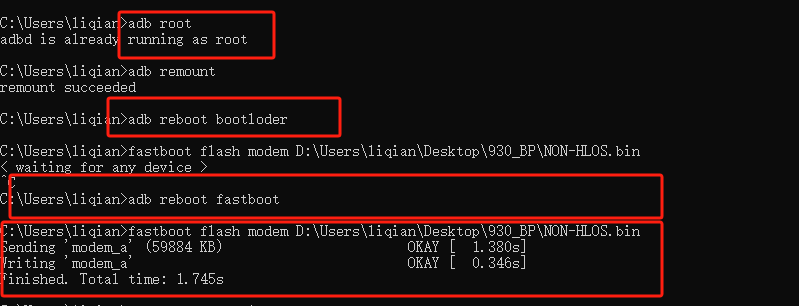 C:\Users\liqian>adb root
adbd is already running as root
C:\Users\liqian>adb remount
remount succeeded
C:\Users\liqian>adb reboot bootloder
C:\Users\liqian>fastboot flash modem D:\Users\liqian\Desktop\930_BP\NON-HLOS.bin
< waiting for any device >
^C
C:\Users\liqian>adb reboot fastboot
C:\Users\liqian>fastboot flash modem D:\Users\liqian\Desktop\930_BP\NON-HLOS.bin
Sending 'modem_a' (59884 KB) OKAY [ 1.380s]
Writing 'modem_a' OKAY [ 0.346s]
Finished. Total time: 1.745s